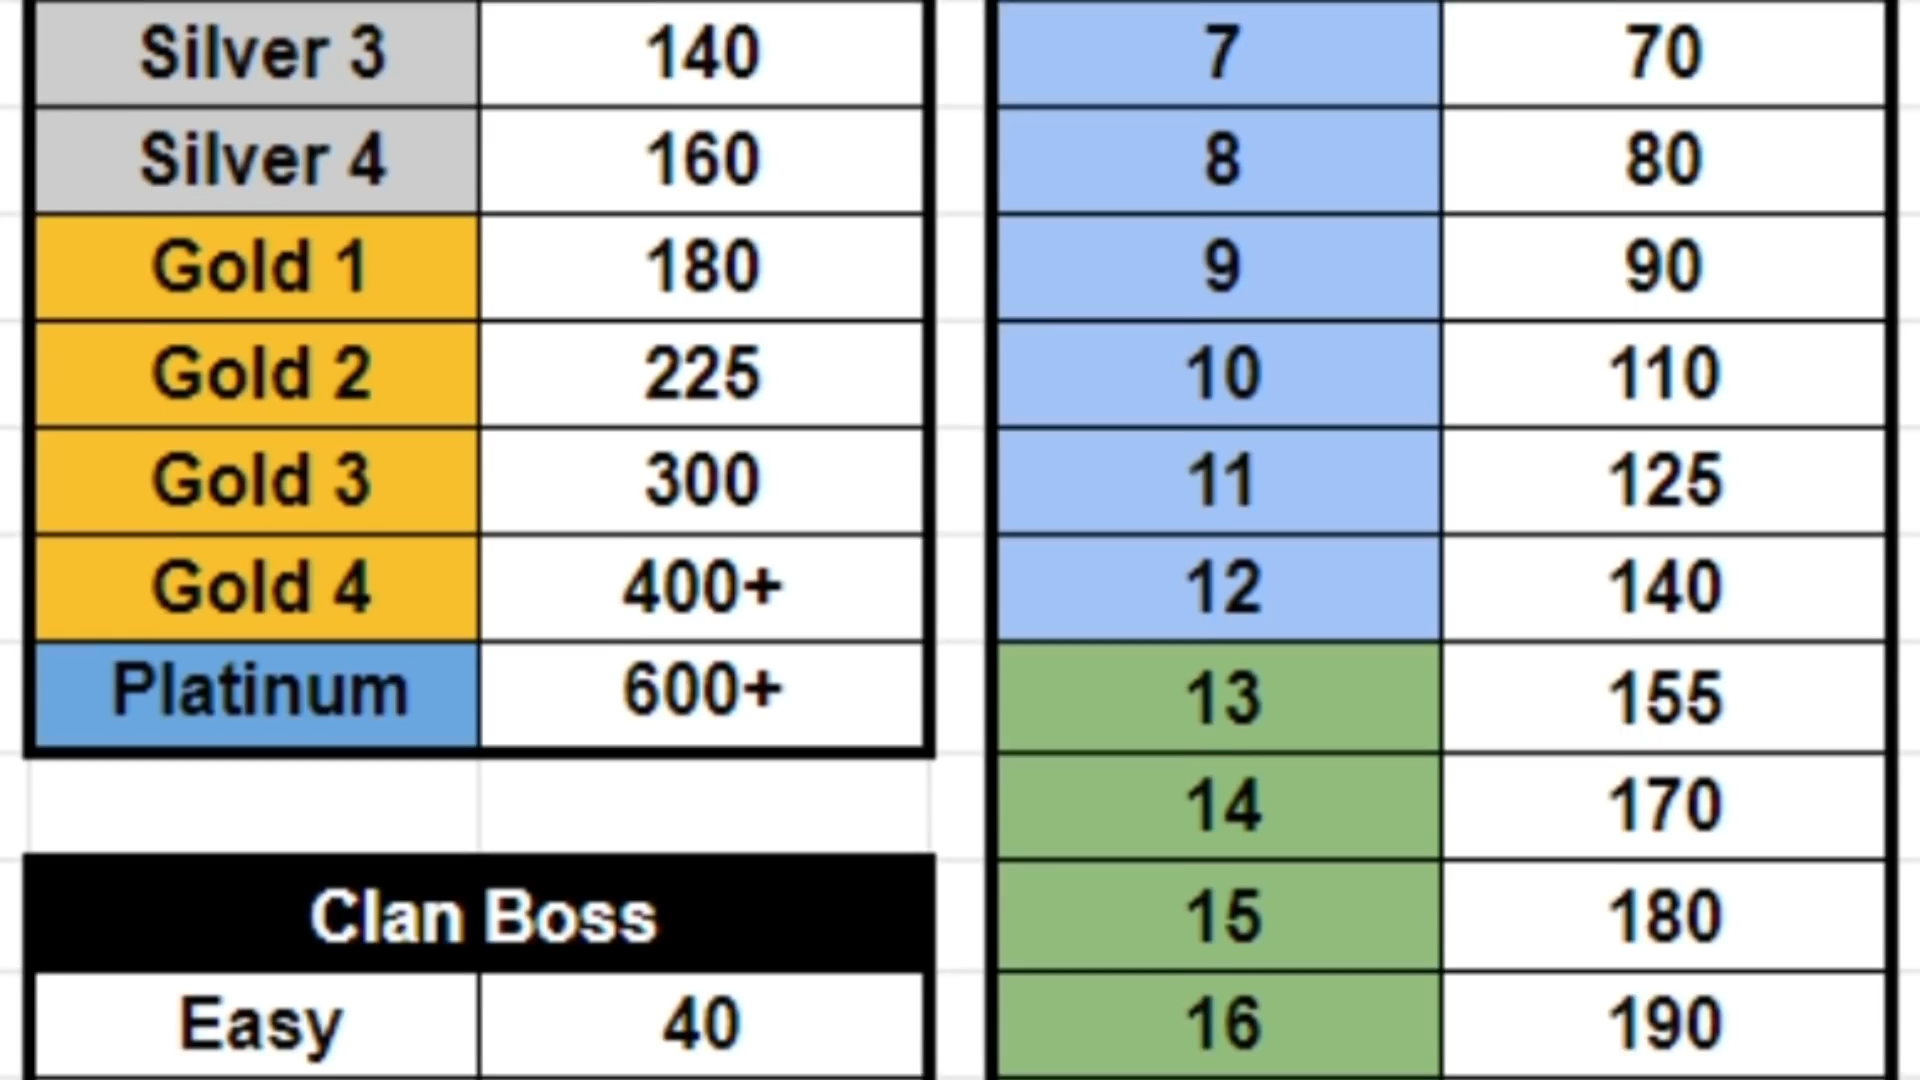 Silver 3 140
Silver 4 160
Gold 1 180
Gold 2 225
Gold 3 300
Gold 4 400+
Platinum 600+
Clan Boss
Easy 40
7 70
8 80
9 90
10 110
11 125
12 140
13 155
14 170
15 180
16 190